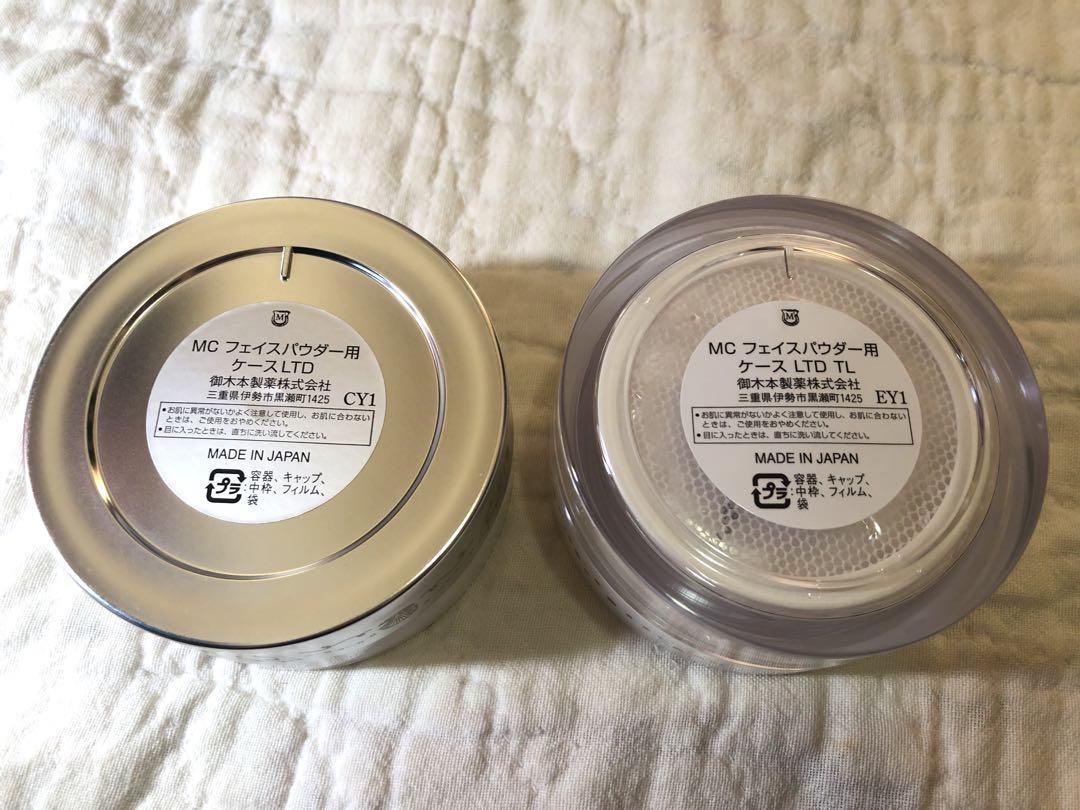 M
MC フェイスパウダー用
ケースLTD
御木本製薬株式会社
三重県伊勢市黒瀬町1425 CY1
●お肌に異常がないかよく注意して使用し、お肌に合わない
ときは、ご使用をおやめください。
●目に入ったときは、直ちに洗い流してください。
MADE IN JAPAN
プラ :容器、キャップ、
中枠、フィルム、
袋
M
MC フェイスパウダー用
ケース LTD TL
御木本製薬株式会社
三重県伊勢市黒瀬町1425 EY1
●お肌に異常がないかよく注意して使用し、お肌に合わない
ときは、ご使用をおやめください。
●目に入ったときは、直ちに洗い流してください。
MADE IN JAPAN
プラ :容器、キャップ、
中枠、フィルム、
袋